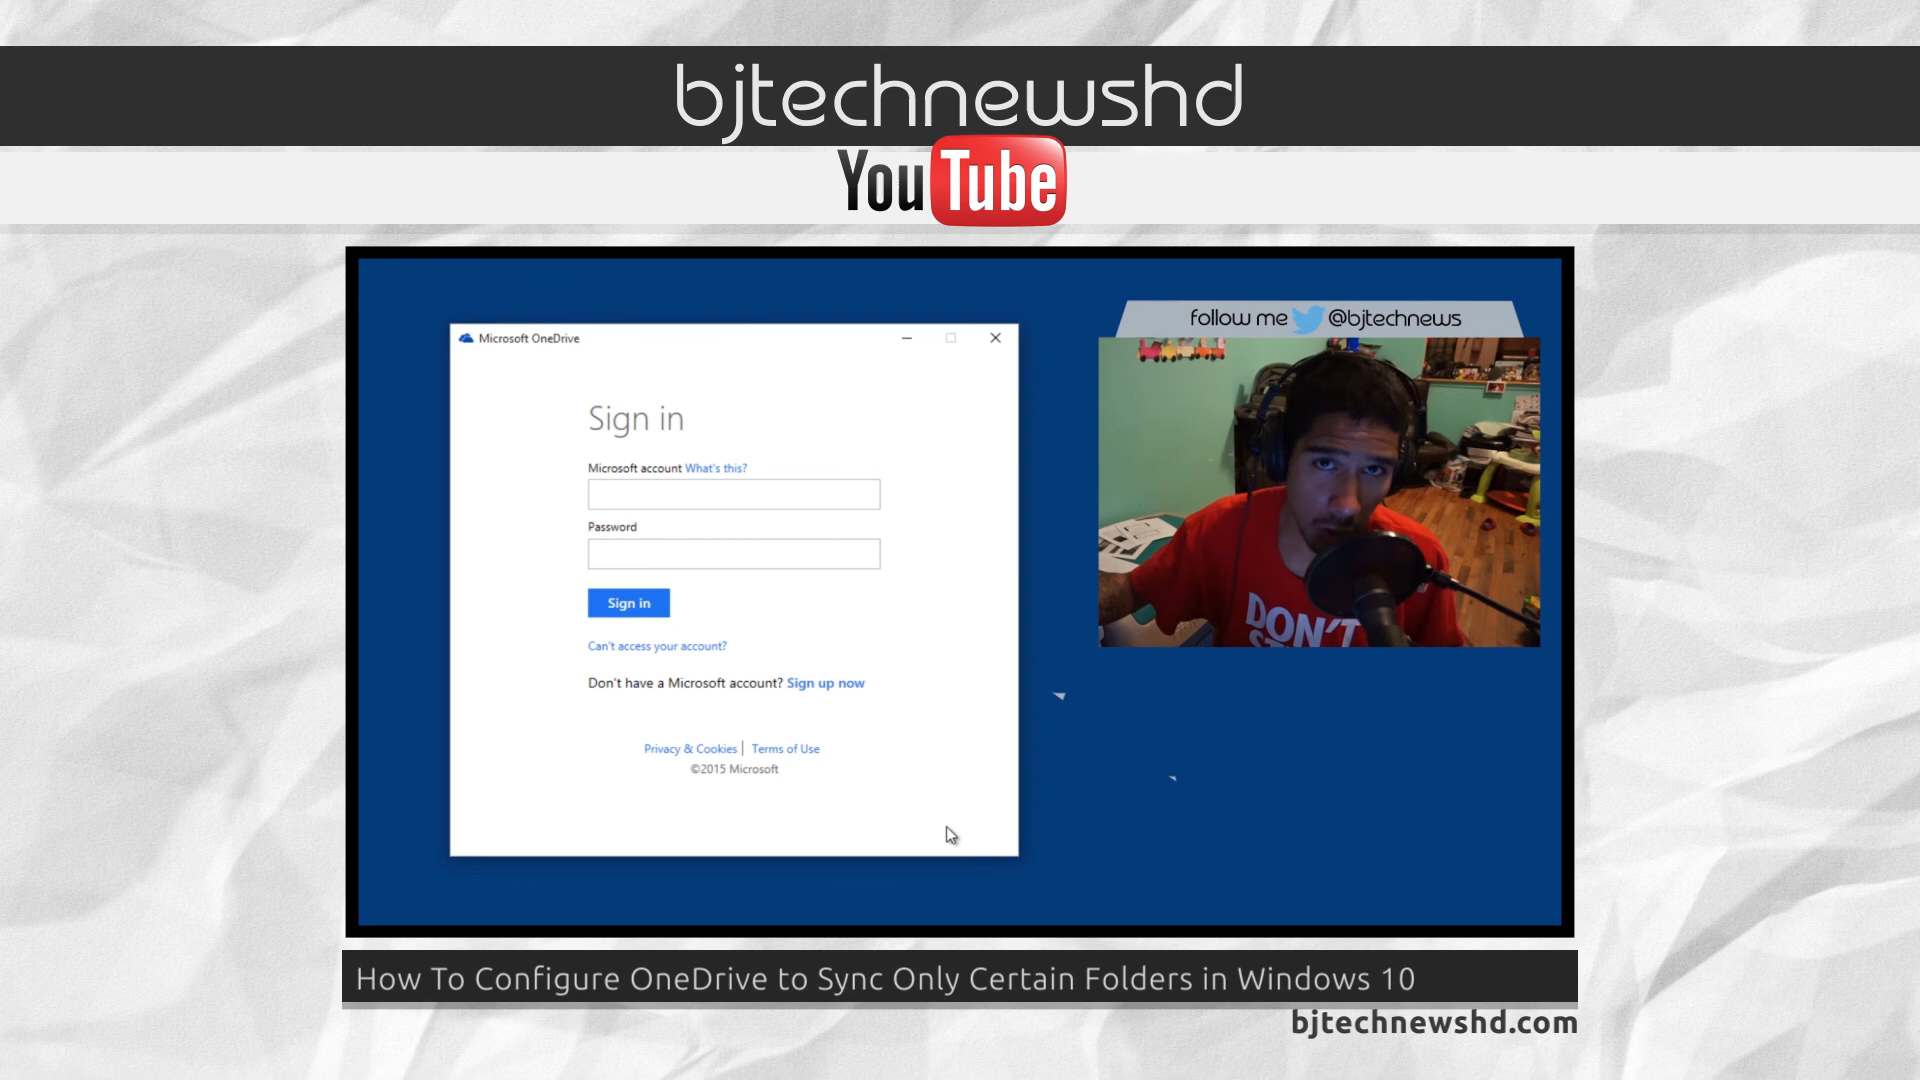 bjtechnewshd
YouTube
follow me @bjtechnews
Microsoft OneDrive
Sign in
Microsoft account What's this?
Password
Sign in
Can't access your account?
Don't have a Microsoft account? Sign up now
Privacy & Cookies | Terms of Use
©2015 Microsoft
DON'T
How To Configure OneDrive to Sync Only Certain Folders in Windows 10
bjtechnewshd.com